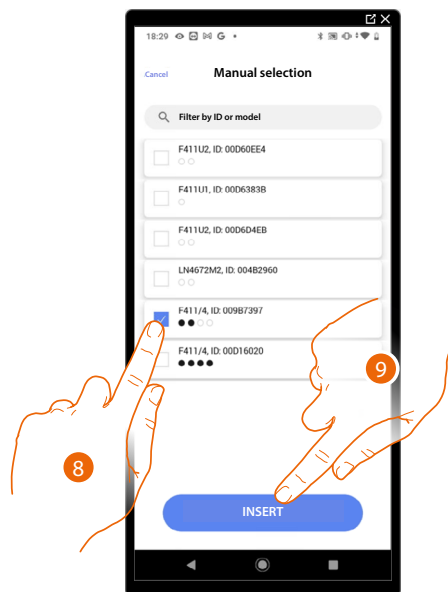 18:29 G
Cancel
Manual selection
Filter by ID or model
F411U2, ID: 00D60EE4
F411U1, ID: 00D6383B
F411U2, ID: 00D6D4EB
LN4672M2, ID: 004B2960
F411/4, ID: 009B7397
F411/4, ID: 00D16020
9
8
INSERT